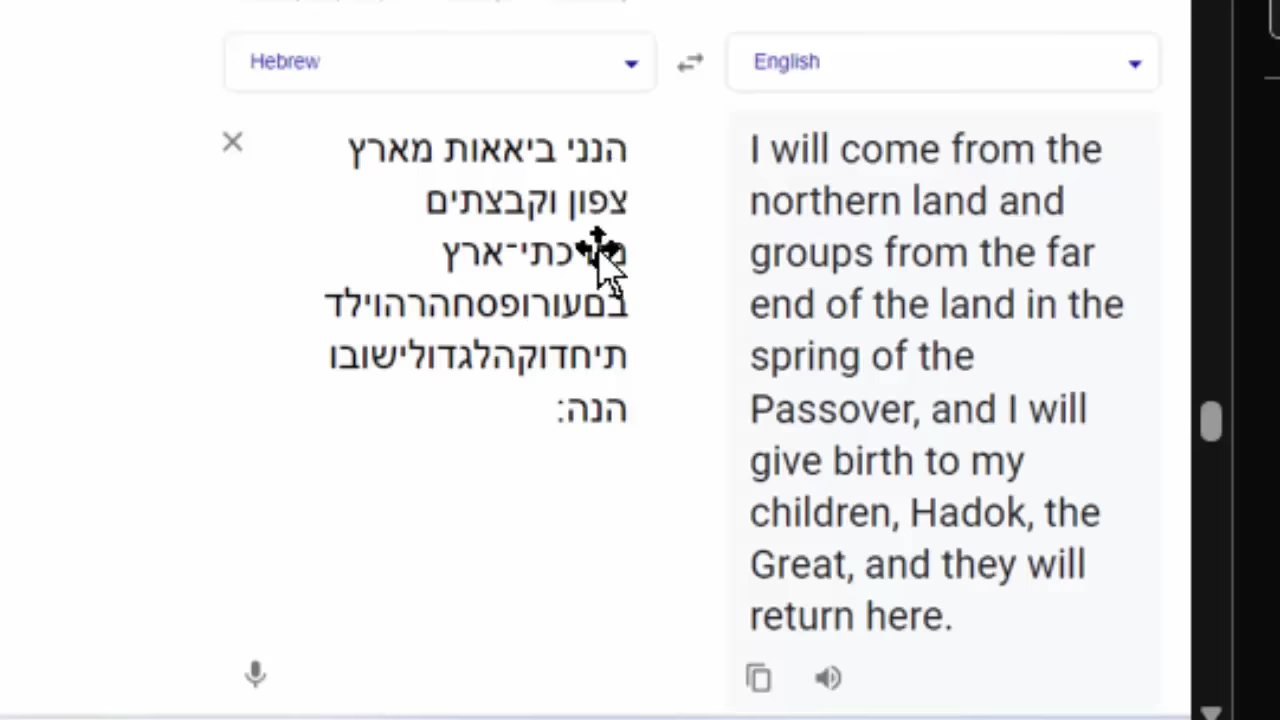 Hebrew
English
הנני ביאאות מארץ
צפון וקבצתים
כתי־ארץ
בםעורופסחהרהוילד
תיחדוקהלגדולישובו
הנה:
I will come from the
northern land and
groups from the far
end of the land in the
spring of the
Passover, and I will
give birth to my
children, Hadok, the
Great, and they will
return here.